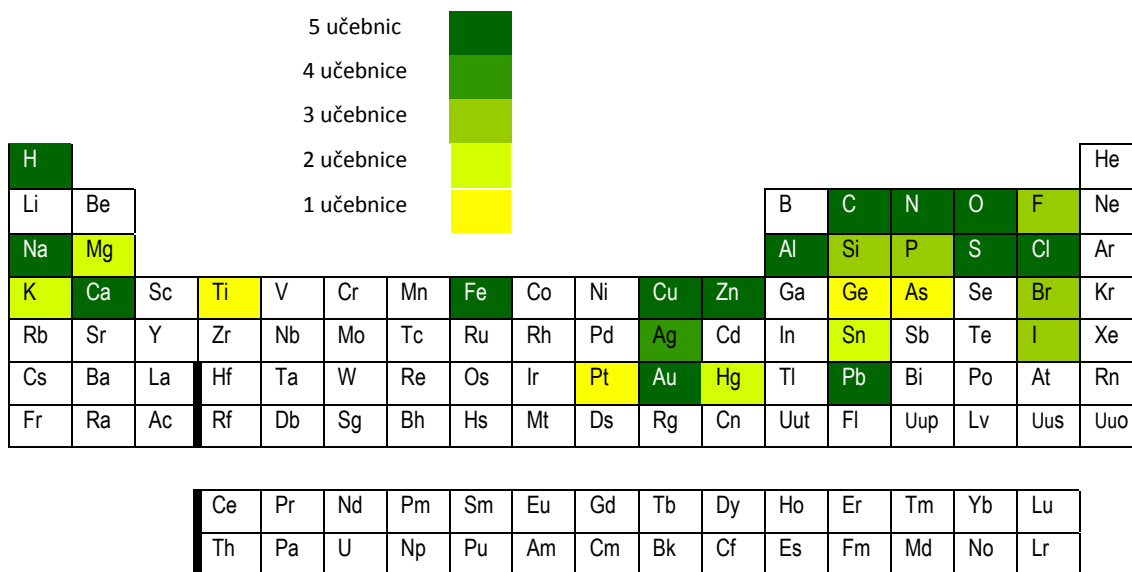 5 učebnic
4 učebnice
3 učebnice
2 učebnice
1 učebnice
H He
Li Be B C N O F Ne
Na Mg Al Si P S Cl Ar
K Ca Sc Ti V Cr Mn Fe Co Ni Cu Zn Ga Ge As Se Br Kr
Rb Sr Y Zr Nb Mo Tc Ru Rh Pd Ag Cd In Sn Sb Te I Xe
Cs Ba La Hf Ta W Re Os Ir Pt Au Hg Tl Pb Bi Po At Rn
Fr Ra Ac Rf Db Sg Bh Hs Mt Ds Rg Cn Uut Fl Uup Lv Uus Uuo
Ce Pr Nd Pm Sm Eu Gd Tb Dy Ho Er Tm Yb Lu
Th Pa U Np Pu Am Cm Bk Cf Es Fm Md No Lr